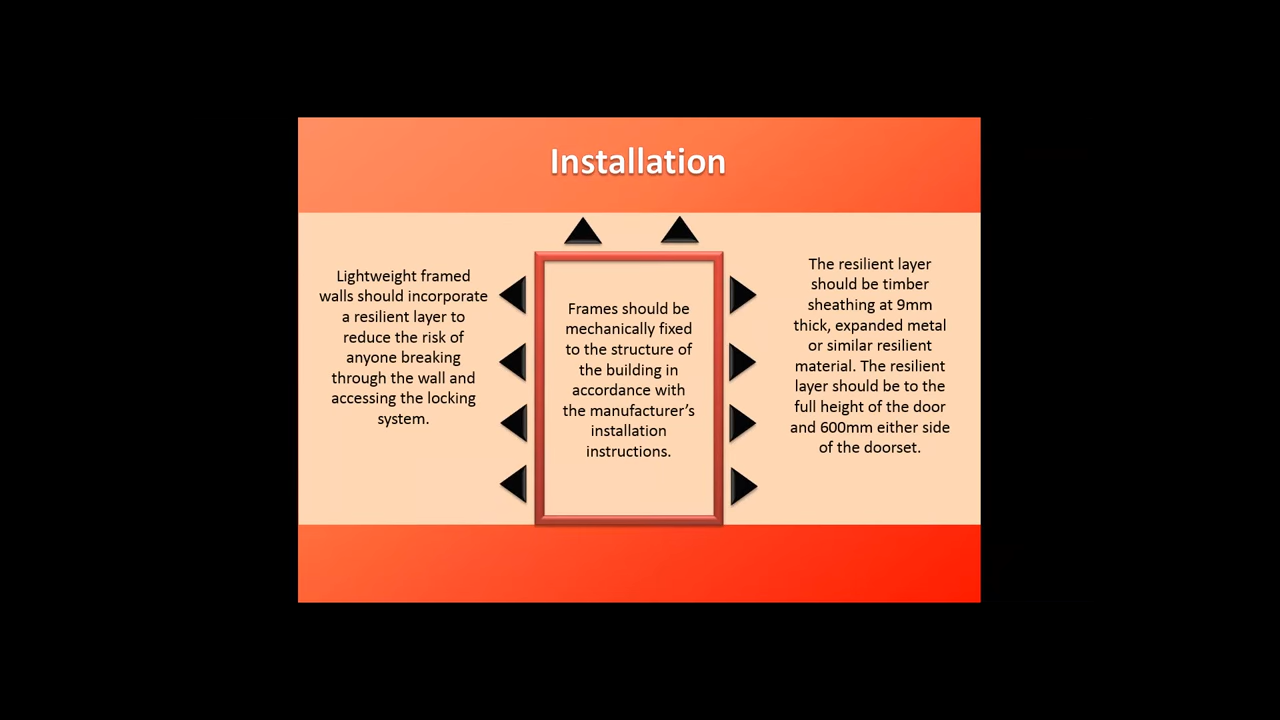 Installation
Lightweight framed
walls should incorporate
a resilient layer to
reduce the risk of
anyone breaking
through the wall and
accessing the locking
system.
Frames should be
mechanically fixed
to the structure of
the building in
accordance with
the manufacturer’s
installation
instructions.
The resilient layer
should be timber
sheathing at 9mm
thick, expanded metal
or similar resilient
material. The resilient
layer should be to the
full height of the door
and 600mm either side
of the doorset.